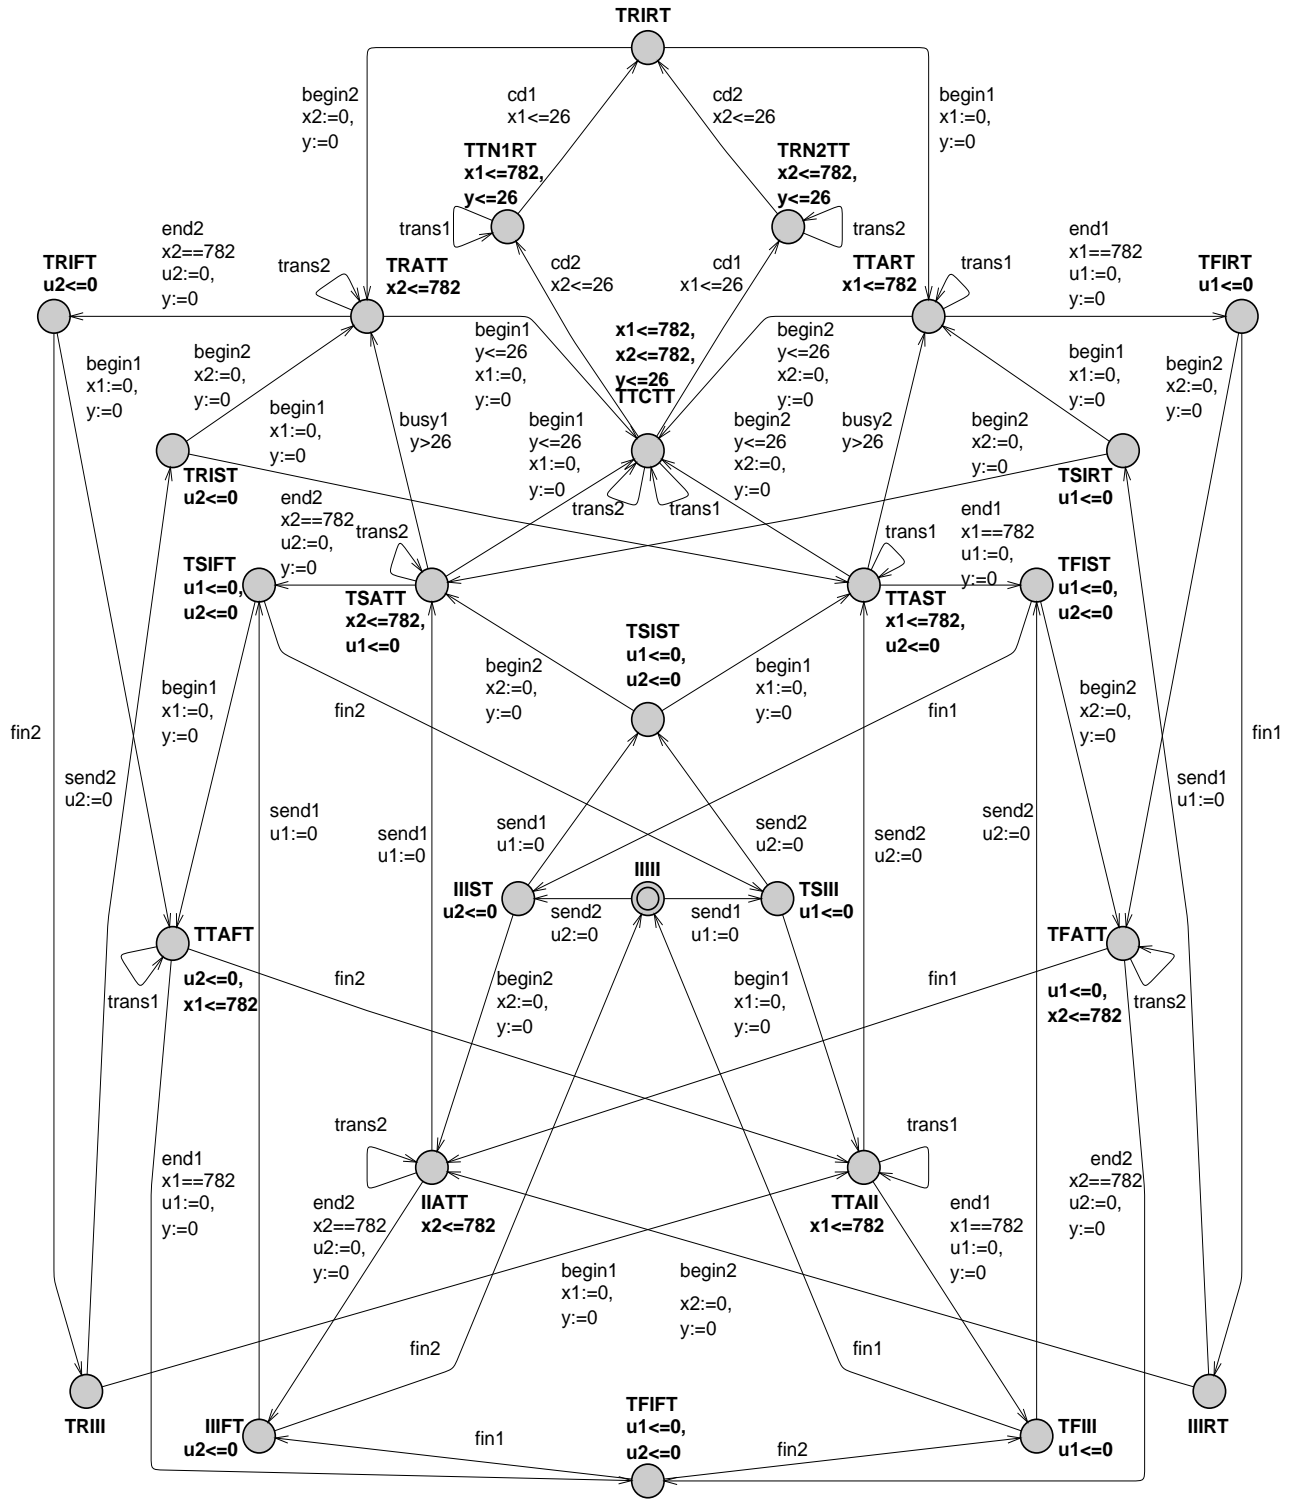 TRIRT
begin2
x2:=0,
y:=0
cd1
x1<=26
cd2
x2<=26
begin1
x1:=0,
y:=0
TTN1RT
x1<=782,
y<=26
TRN2TT
x2<=782,
y<=26
trans1
trans2
end2
x2==782
u2:=0,
y:=0
end1
x1==782
u1:=0,
y:=0
TRIFT
u2<=0
trans2
TRATT
x2<=782
cd2
x2<=26
cd1
x1<=26
TTART
x1<=782
trans1
TFIRT
u1<=0
begin1
x1:=0,
y:=0
begin2
x2:=0,
y:=0
begin1
y<=26
x1:=0,
y:=0
x1<=782,
x2<=782,
y<=26
TTCTT
begin2
y<=26
x2:=0,
y:=0
begin1
x1:=0,
y:=0
begin2
x2:=0,
y:=0
begin1
x1:=0,
y:=0
busy1
y>26
begin1
y<=26
x1:=0,
y:=0
begin2
y<=26
x2:=0,
y:=0
busy2
y>26
begin2
x2:=0,
y:=0
TRIST
u2<=0
TSIRT
u1<=0
trans2
trans1
end2
x2==782
u2:=0,
y:=0
trans2
trans1
end1
x1==782
u1:=0,
y:=0
TSIFT
u1<=0,
u2<=0
TSATT
x2<=782,
u1<=0
TTAST
x1<=782,
u2<=0
TFIST
u1<=0,
u2<=0
TSIST
u1<=0,
u2<=0
begin1
x1:=0,
y:=0
begin2
x2:=0,
y:=0
begin1
x1:=0,
y:=0
begin2
x2:=0,
y:=0
fin2
fin2
fin1
fin1
send2
u2:=0
send1
u1:=0
send1
u1:=0
send1
u1:=0
send2
u2:=0
send2
u2:=0
send2
u2:=0
send1
u1:=0
IIIST
u2<=0
IIIII
TSIII
u1<=0
send2
u2:=0
send1
u1:=0
TTAFT
u2<=0,
x1<=782
trans1
fin2
begin2
x2:=0,
y:=0
begin1
x1:=0,
y:=0
fin1
TFATT
u1<=0,
x2<=782
trans2
trans2
trans1
end1
x1==782
u1:=0,
y:=0
end2
x2==782
u2:=0,
y:=0
IIATT
x2<=782
TTAII
x1<=782
end1
x1==782
u1:=0,
y:=0
end2
x2==782
u2:=0,
y:=0
begin1
x1:=0,
y:=0
begin2
x2:=0,
y:=0
fin2
fin1
TRIII
IIIFT
u2<=0
TFIFT
u1<=0,
u2<=0
TFIII
u1<=0
IIIRT
fin1
fin2